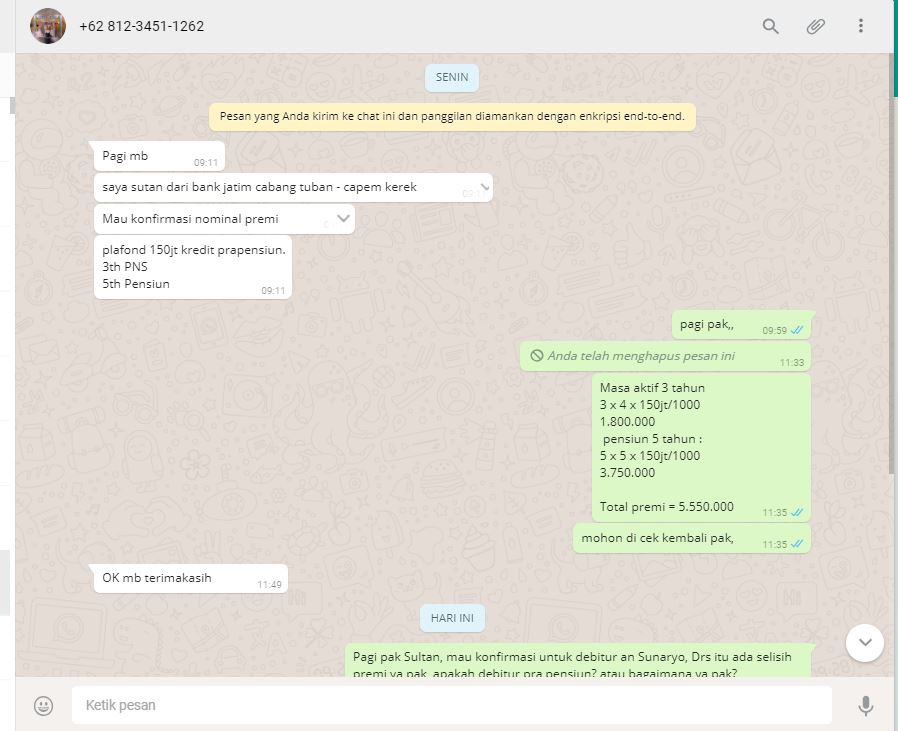 +62 812-3451-1262
SENIN
Pesan yang Anda kirim ke chat ini dan panggilan diamankan dengan enkripsi end-to-end.
Pagi mb
09:11
saya sutan dari bank jatim cabang tuban - capem kerek
09:11
Mau konfirmasi nominal premi
plafond 150jt kredit prapensiun.
3th PNS
5th Pensiun
09:11
pagi pak,,
09:59
Anda telah menghapus pesan ini
11:33
Masa aktif 3 tahun
3 x 4 x 150jt/1000
1.800.000
pensiun 5 tahun :
5 x 5 x 150jt/1000
3.750.000
Total premi = 5.550.000
11:35
mohon di cek kembali pak,
11:35
OK mb terimakasih
11:49
HARI INI
Pagi pak Sultan, mau konfirmasi untuk debitur an Sunaryo, Drs itu ada selisih
premi ya pak, apakah debitur pra pensiun? atau bagaimana ya pak?
Ketik pesan